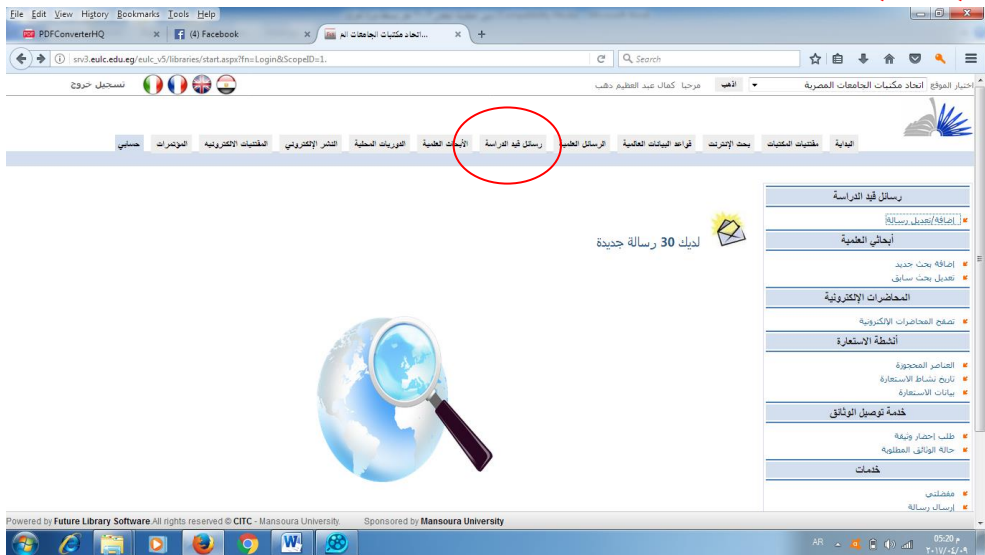 File Edit View History Bookmarks Tools Help
PDFConverterHQ × (4) Facebook × اتحاد مكتبات الجامعات الم... × +
srv3.eulc.edu.eg/eulc_v5/libraries/start.aspx?fn=Login&ScopeID=1. Search
اختيار الموقع اتحاد مكتبات الجامعات المصرية اذهب مرحبا كمال عبد العظيم دهب تسجيل خروج
البداية مقتنيات المكتبات بحث الإنترنت قواعد البيانات العالمية الرسائل العلمية رسائل قيد الدراسة الأبحاث العلمية الدوريات المحلية النشر الإلكتروني المقتنيات الالكترونيه المؤتمرات حسابي
رسائل قيد الدراسة
إضافة/تعديل رسالة
أبحاثي العلمية
إضافة بحث جديد
تعديل بحث سابق
المحاضرات الإلكترونية
تصفح المحاضرات الالكترونية
أنشطة الاستعارة
العناصر المحجوزة
تاريخ نشاط الاستعارة
بيانات الاستعارة
خدمة توصيل الوثائق
طلب إحضار وثيقة
حالة الوثائق المطلوبة
خدمات
مفضلتي
إرسال رسالة
لديك 30 رسالة جديدة
Powered by Future Library Software.All rights reserved © CITC - Mansoura University. Sponsored by Mansoura University
AR 05:20 م
٢٠١٧/٠٤/٠٩